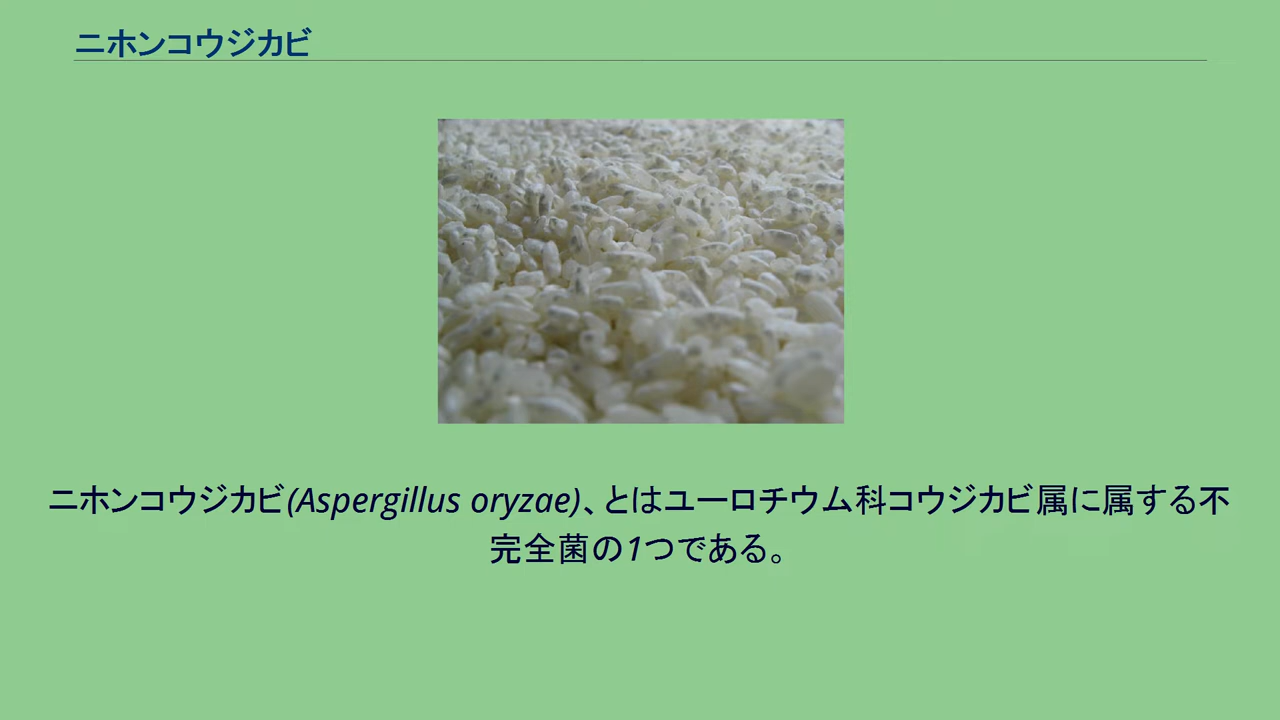 ニホンコウジカビ
ニホンコウジカビ(Aspergillus oryzae)、とはユーロチウム科コウジカビ属に属する不
完全菌の1つである。